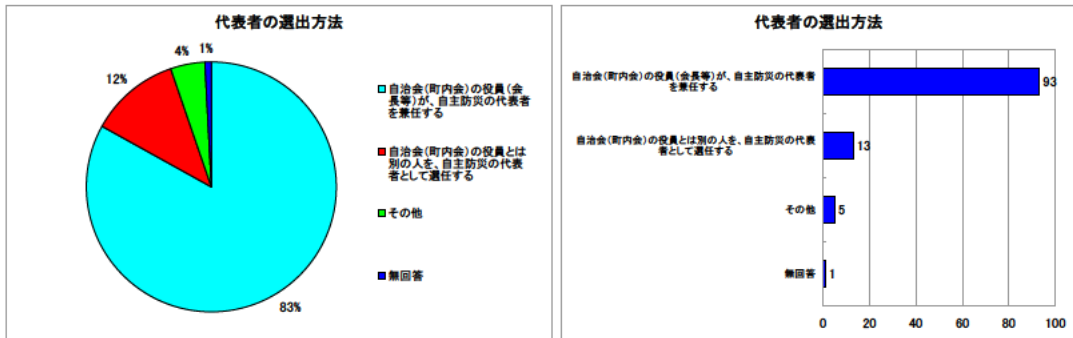 代表者の選出方法
4%
1%
12%
83%
自治会(町内会)の役員(会
長等)が、自主防災の代表者
を兼任する
自治会(町内会)の役員とは
別の人を、自主防災の代表
者として選任する
その他
無回答
代表者の選出方法
自治会(町内会)の役員(会長等)が、自主防災の代表者
を兼任する
93
自治会(町内会)の役員とは別の人を、自主防災の代表
者として選任する
13
その他
5
無回答
1
0 20 40 60 80 100